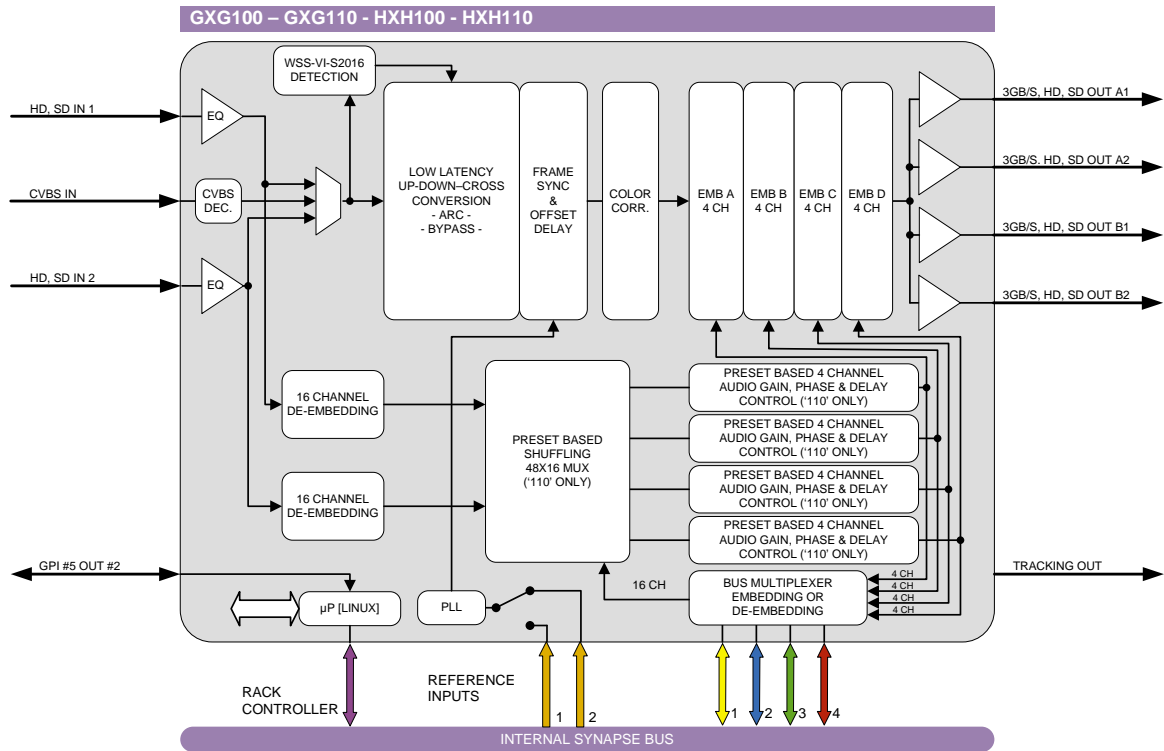 GXG100 – GXG110 - HXH100 - HXH110
WSS-VI-S2016
DETECTION
HD, SD IN 1
EQ
CVBS IN
CVBS
DEC.
HD, SD IN 2
EQ
LOW LATENCY
UP-DOWN–CROSS
CONVERSION
- ARC -
- BYPASS -
FRAME
SYNC
&
OFFSET
DELAY
COLOR
CORR.
EMB A
4 CH
EMB B
4 CH
EMB C
4 CH
EMB D
4 CH
3GB/S, HD, SD OUT A1
3GB/S. HD, SD OUT A2
3GB/S, HD, SD OUT B1
3GB/S, HD, SD OUT B2
16 CHANNEL
DE-EMBEDDING
16 CHANNEL
DE-EMBEDDING
PRESET BASED
SHUFFLING
48X16 MUX
(‘110’ ONLY)
PRESET BASED 4 CHANNEL
AUDIO GAIN, PHASE & DELAY
CONTROL (‘110’ ONLY)
PRESET BASED 4 CHANNEL
AUDIO GAIN, PHASE & DELAY
CONTROL (‘110’ ONLY)
PRESET BASED 4 CHANNEL
AUDIO GAIN, PHASE & DELAY
CONTROL (‘110’ ONLY)
PRESET BASED 4 CHANNEL
AUDIO GAIN, PHASE & DELAY
CONTROL (‘110’ ONLY)
GPI #5 OUT #2
TRACKING OUT
µP [LINUX]
PLL
16 CH
BUS MULTIPLEXER
EMBEDDING OR
DE-EMBEDDING
4 CH
4 CH
4 CH
4 CH
RACK
CONTROLLER
REFERENCE
INPUTS
1
2
1
2
3
4
INTERNAL SYNAPSE BUS